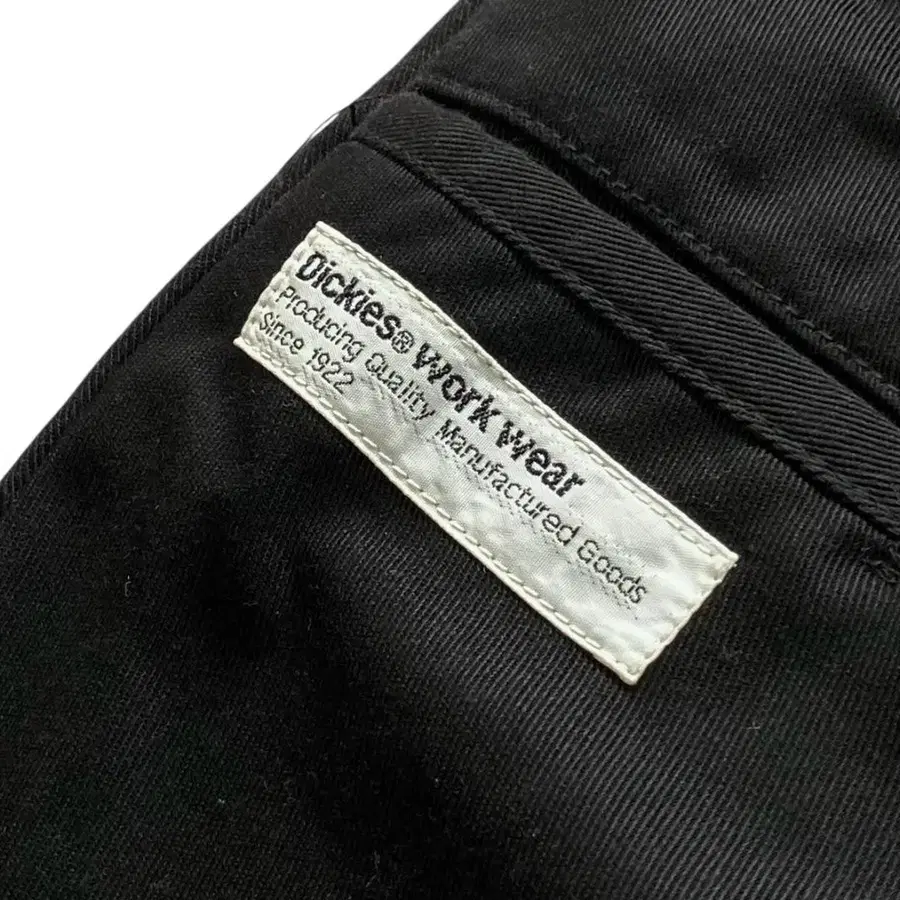 Dickies® Work Wear
Producing Quality Manufactured Goods
Since 1922